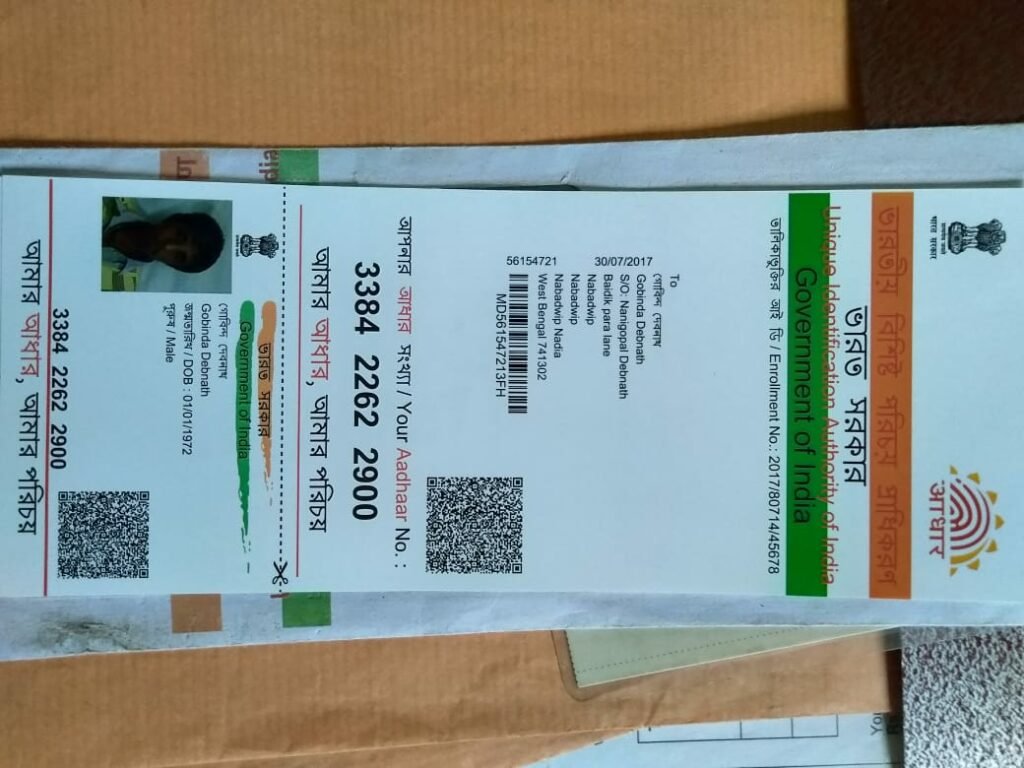 भारत सरकार
आधार
ভারতীয় বিশিষ্ট পরিচয় প্রাধিকরণ
ভারত সরকার
Unique Identification Authority of India
Government of India
তালিকাভুক্তির আই ডি / Enrollment No.: 2017/80714/45678
To
গোবিন্দ দেবনাথ
Gobinda Debnath
S/O: Nanigopal Debnath
Baidik para lane
Nabadwip
Nabadwip
Nabadwip Nadia
West Bengal 741302
30/07/2017
56154721
MD561547213FH
আপনার আধার সংখ্যা / Your Aadhaar No. :
3384 2262 2900
আমার আধার, আমার পরিচয়
ভারত সরকার
Government of India
গোবিন্দ দেবনাথ
Gobinda Debnath
জন্মতারিখ / DOB : 01/01/1972
পুরুষ / Male
3384 2262 2900
আমার আধার, আমার পরিচয়